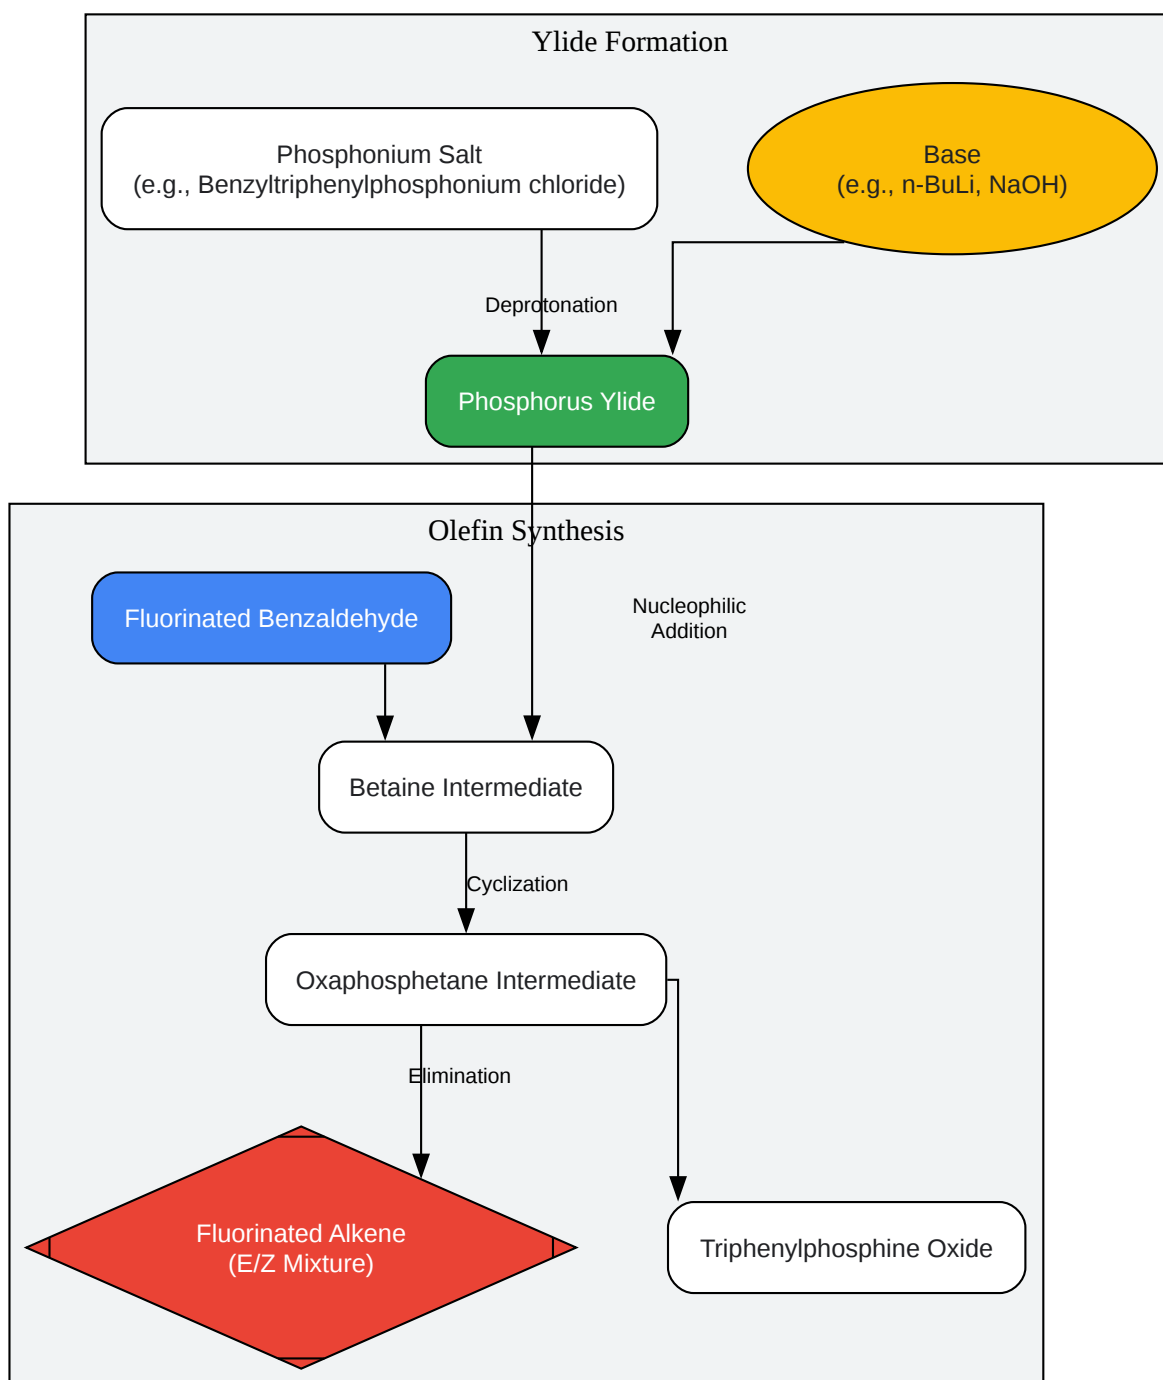 Ylide Formation
Phosphonium Salt
(e.g., Benzyltriphenylphosphonium chloride)
Base
(e.g., n-BuLi, NaOH)
Deprotonation
Phosphorus Ylide
Olefin Synthesis
Fluorinated Benzaldehyde
Nucleophilic
Addition
Betaine Intermediate
Cyclization
Oxaphosphetane Intermediate
Elimination
Fluorinated Alkene
(E/Z Mixture)
Triphenylphosphine Oxide